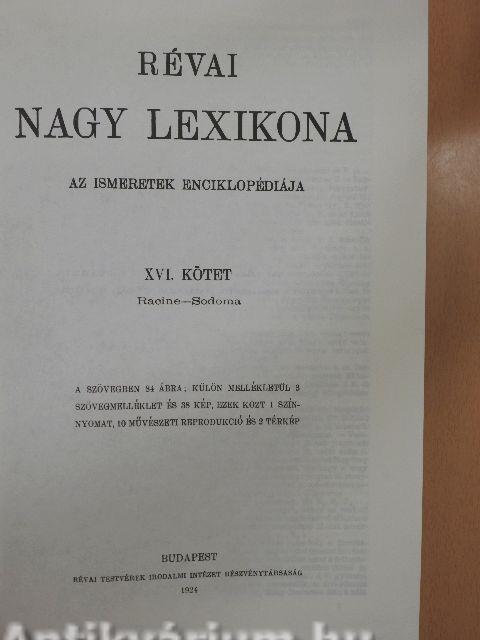 RÉVAI
NAGY LEXIKONA
AZ ISMERETEK ENCIKLOPÉDIÁJA
XVI. KÖTET
Racine—Sodoma
A SZÖVEGBEN 84 ÁBRA; KÜLÖN MELLÉKLETÜL 3
SZÖVEGMELLÉKLET ÉS 38 KÉP, EZEK KÖZT 1 SZÍN-
NYOMAT, 10 MŰVÉSZETI REPRODUKCIÓ ÉS 2 TÉRKÉP
BUDAPEST
RÉVAI TESTVÉREK IRODALMI INTÉZET RÉSZVÉNYTÁRSASÁG
1924
Antikvárium.hu